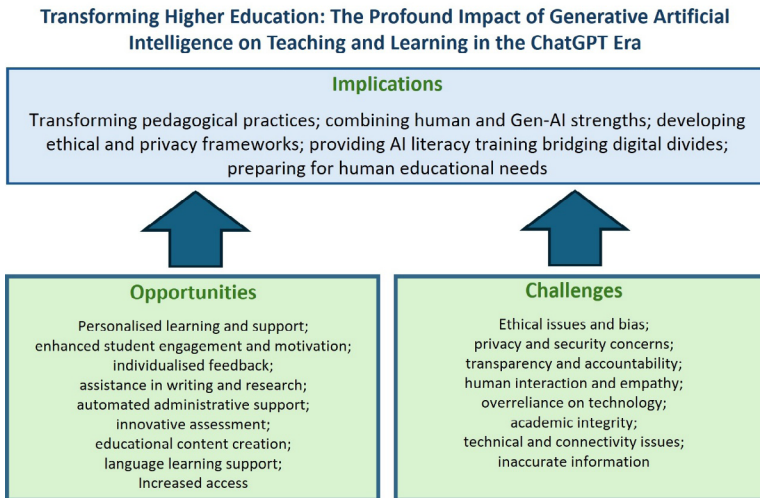 Transforming Higher Education: The Profound Impact of Generative Artificial
Intelligence on Teaching and Learning in the ChatGPT Era
Implications
Transforming pedagogical practices; combining human and Gen-AI strengths; developing
ethical and privacy frameworks; providing AI literacy training bridging digital divides;
preparing for human educational needs
Opportunities
Personalised learning and support;
enhanced student engagement and motivation;
individualised feedback;
assistance in writing and research;
automated administrative support;
innovative assessment;
educational content creation;
language learning support;
Increased access
Challenges
Ethical issues and bias;
privacy and security concerns;
transparency and accountability;
human interaction and empathy;
overreliance on technology;
academic integrity;
technical and connectivity issues;
inaccurate information